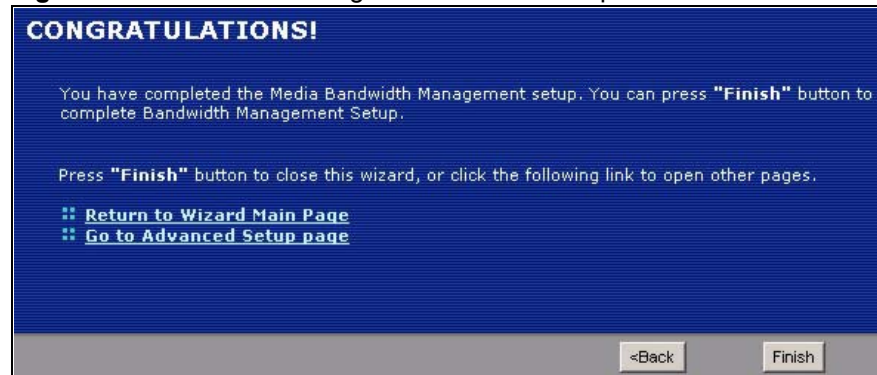 CONGRATULATIONS!
You have completed the Media Bandwidth Management setup. You can press "Finish" button to
complete Bandwidth Management Setup.
Press "Finish" button to close this wizard, or click the following link to open other pages.
Return to Wizard Main Page
Go to Advanced Setup page
<Back
Finish